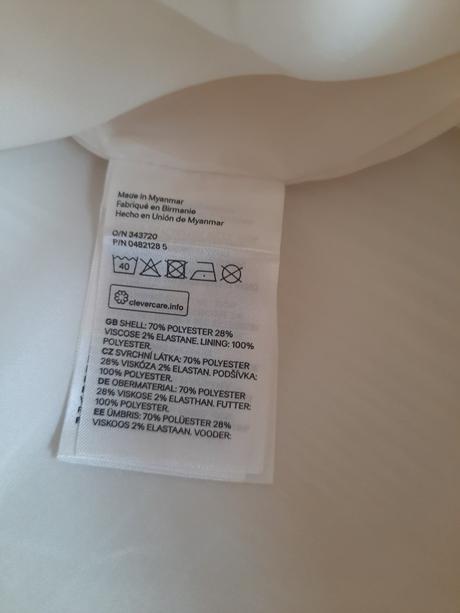 Made in Myanmar
Fabriqué en Birmanie
Hecho en Unión de Myanmar
O/N 343720
P/N 0482128 5
40
clevercare.info
GB SHELL: 70% POLYESTER 28%
VISCOSE 2% ELASTANE. LINING: 100%
POLYESTER.
CZ SVRCHNÍ LÁTKA: 70% POLYESTER
28% VISKÓZA 2% ELASTAN. PODŠÍVKA:
100% POLYESTER.
DE OBERMATERIAL: 70% POLYESTER
28% VISKOSE 2% ELASTHAN. FUTTER:
100% POLYESTER.
EE ÜMBRIS: 70% POLÜESTER 28%
VISKOOS 2% ELASTAAN. VOODER: